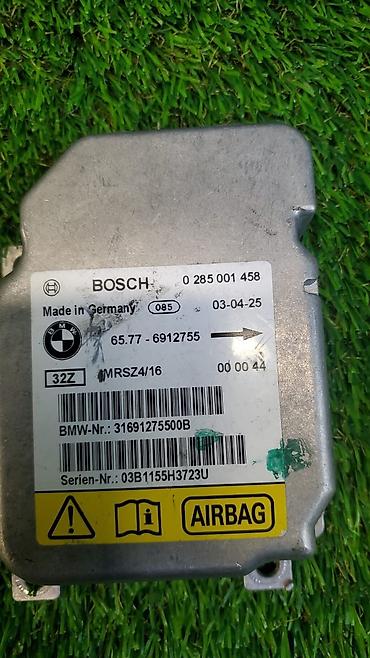 BOSCH 0 285 001 458
Made in Germany 085 03-04-25
BMW 65.77 - 6912755
32Z MRSZ4/16 00 00 44
BMW-Nr.: 31691275500B
Serien-Nr.: 03B1155H3723U
AIRBAG